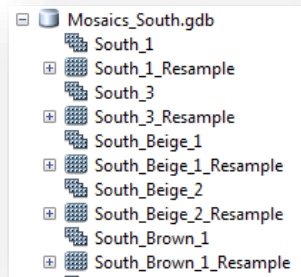 Mosaics_South.gdb
South_1
South_1_Resample
South_3
South_3_Resample
South_Beige_1
South_Beige_1_Resample
South_Beige_2
South_Beige_2_Resample
South_Brown_1
South_Brown_1_Resample